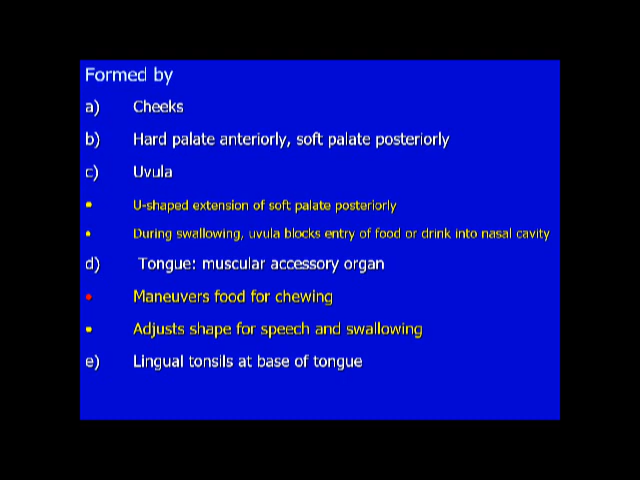 Formed by
a) Cheeks
b) Hard palate anteriorly, soft palate posteriorly
c) Uvula
• U-shaped extension of soft palate posteriorly
• During swallowing, uvula blocks entry of food or drink into nasal cavity
d) Tongue: muscular accessory organ
• Maneuvers food for chewing
• Adjusts shape for speech and swallowing
e) Lingual tonsils at base of tongue